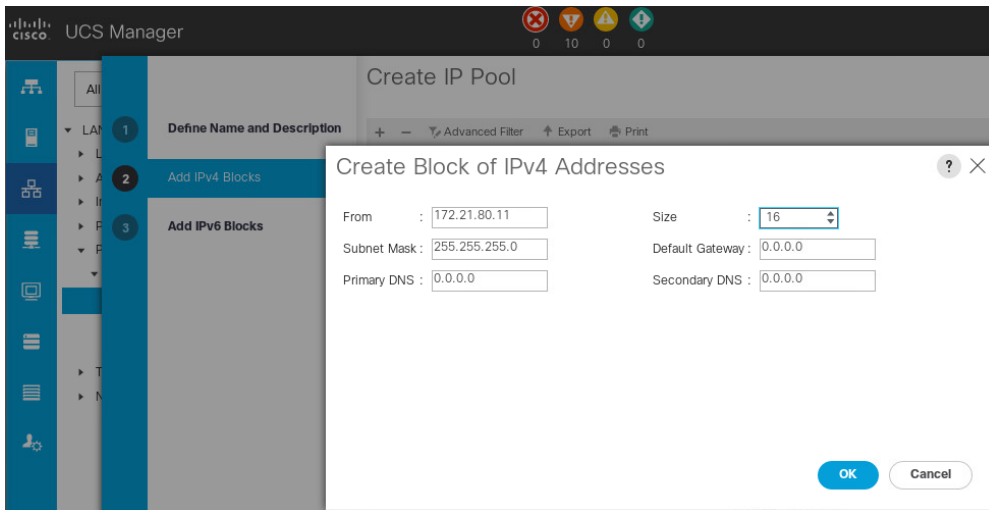 cisco. UCS Manager
0 10 0 0
Create IP Pool
All
+ − Advanced Filter Export Print
LAN
1 Define Name and Description
2 Add IPv4 Blocks
3 Add IPv6 Blocks
Create Block of IPv4 Addresses ? ×
From : 172.21.80.11 Size : 16
Subnet Mask : 255.255.255.0 Default Gateway : 0.0.0.0
Primary DNS : 0.0.0.0 Secondary DNS : 0.0.0.0
OK Cancel